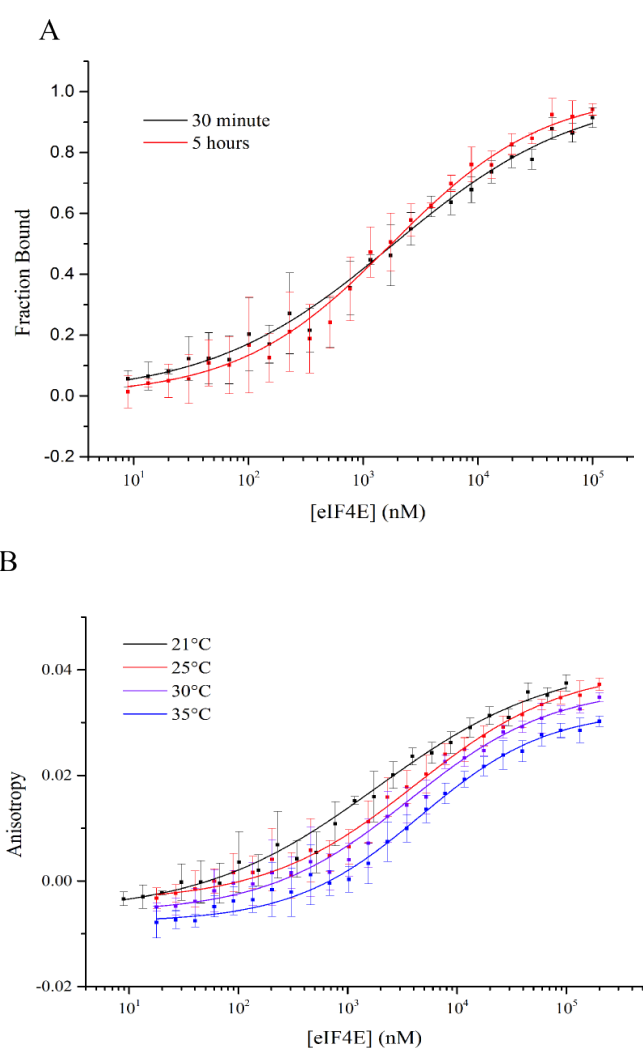 A
1.0
0.8
0.6
0.4
0.2
0.0
-0.2
Fraction Bound
30 minute
5 hours
10¹ 10² 10³ 10⁴ 10⁵
[eIF4E] (nM)
B
0.04
0.02
0.00
-0.02
Anisotropy
21°C
25°C
30°C
35°C
10¹ 10² 10³ 10⁴ 10⁵
[eIF4E] (nM)